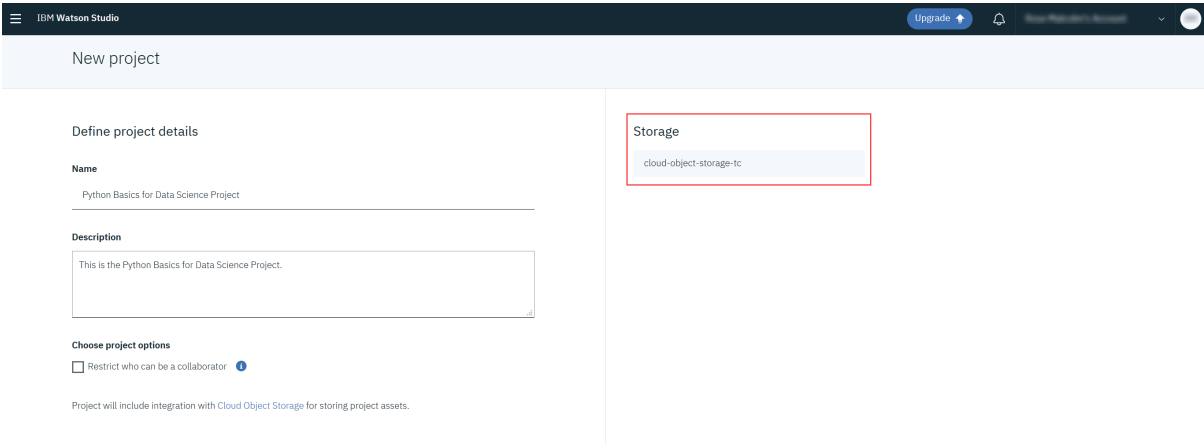 IBM Watson Studio
Upgrade
New project
Define project details
Name
Python Basics for Data Science Project
Description
This is the Python Basics for Data Science Project.
Choose project options
Restrict who can be a collaborator
Project will include integration with Cloud Object Storage for storing project assets.
Storage
cloud-object-storage-tc